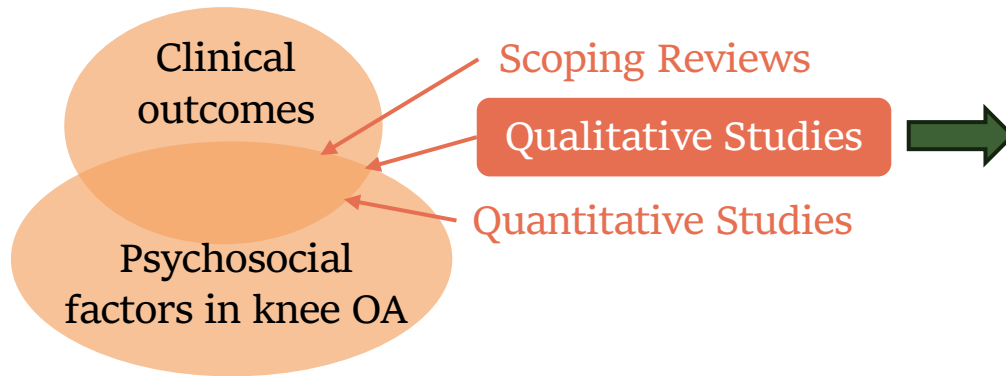 Clinical
outcomes
Scoping Reviews
Qualitative Studies
Quantitative Studies
Psychosocial
factors in knee OA